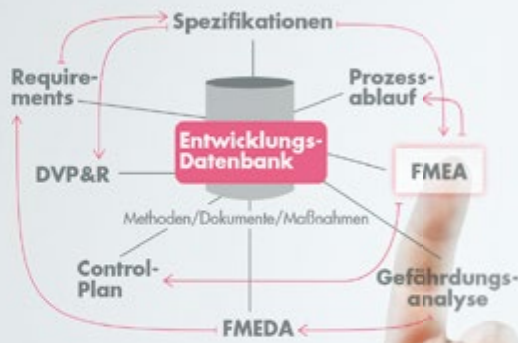 Spezifikationen
Require-
ments
Prozess-
ablauf
Entwicklungs-
Datenbank
DVP&R
FMEA
Methoden/Dokumente/Maßnahmen
Control-
Plan
Gefährdungs-
analyse
FMEDA